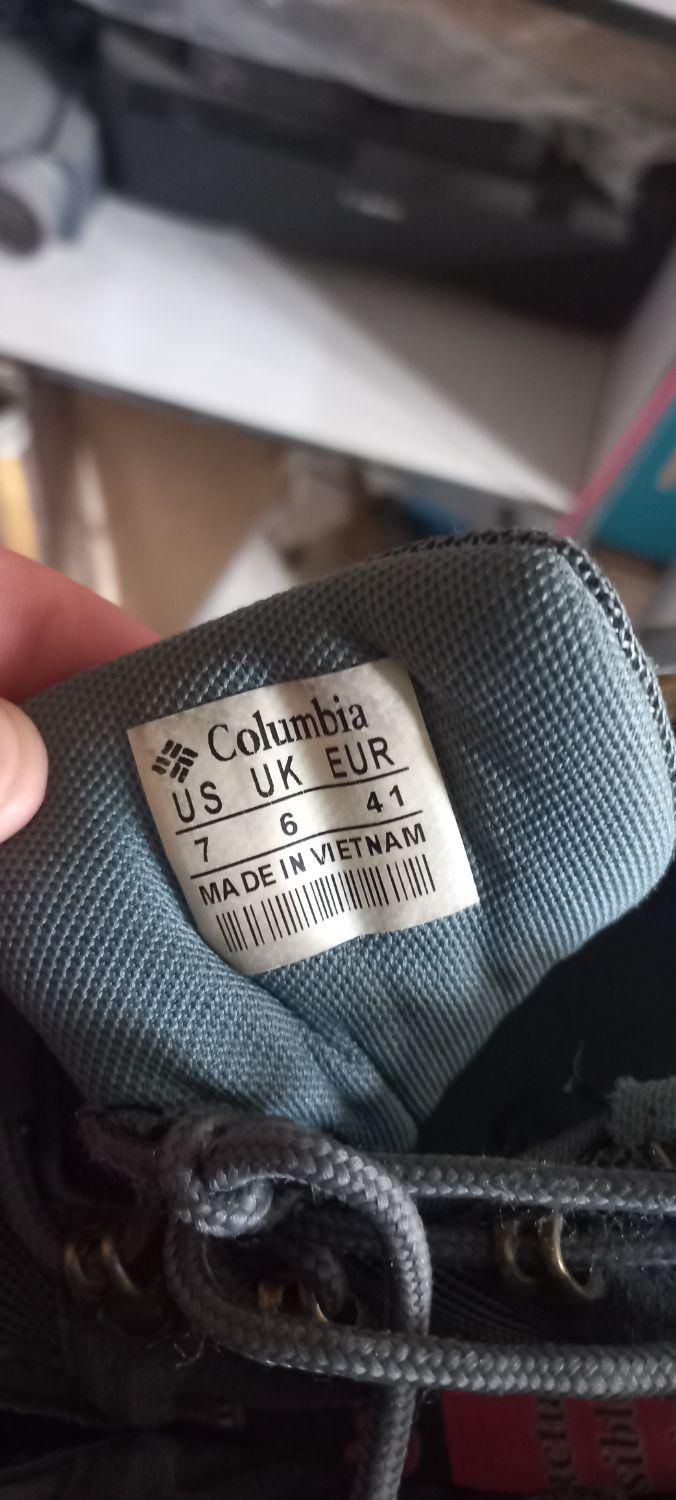 Columbia
US UK EUR
7 6 41
MADE IN VIETNAM